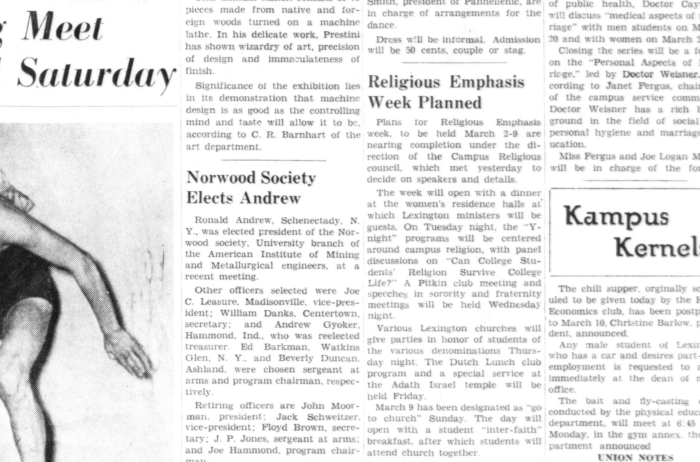 Meet
Saturday
pieces made from native and for-
eign woods turned on a machine
lathe. In his delicate work, Prestini
has shown wizardry of art, precision
of design and immaculateness of
finish.
Significance of the exhibition lies
in its demonstration that machine
design is as good as the controlling
mind and taste will allow it to be,
according to C. R. Barnhart of the
art department.
Norwood Society
Elects Andrew
Ronald Andrew, Schenectady, N.
Y., was elected president of the Nor-
wood society, University branch of
the American Institute of Mining
and Metallurgical engineers, at a
recent meeting.
Other officers selected were Joe
C. Leasure, Madisonville, vice-pres-
ident; William Danks, Centertown,
secretary; and Andrew Gyoker,
Hammond, Ind., who was reelected
treasurer. Ed Barkman, Watkins
Glen, N. Y., and Beverly Duncan,
Ashland, were chosen sergeant at
arms and program chairman, respec-
tively.
Retiring officers are John Moor-
man, president; Jack Schweitzer,
vice-president; Floyd Brown, secre-
tary; J. P. Jones, sergeant at arms;
and Joe Hammond, program chair-
man.
Smith, president of Panhellenic, are
in charge of arrangements for the
dance.
Dress will be informal. Admission
will be 50 cents, couple or stag.
Religious Emphasis
Week Planned
Plans for Religious Emphasis
week, to be held March 2-9 are
nearing completion under the di-
rection of the Campus Religious
council, which met yesterday to
decide on speakers and details.
The week will open with a dinner
at the women's residence halls at
which Lexington ministers will be
guests. On Tuesday night, the "Y-
night" programs will be centered
around campus religion, with panel
discussions on "Can College Stu-
dents' Religion Survive College
Life?" A Pitkin club meeting and
speeches in sorority and fraternity
meetings will be held Wednesday
night.
Various Lexington churches will
give parties in honor of students of
the various denominations Thurs-
day night. The Dutch Lunch club
program and a special service at
the Adath Israel temple will be
held Friday.
March 9 has been designated as "go
to church" Sunday. The day will
open with a student "inter-faith"
breakfast, after which students will
attend church together.
of public health, Doctor
will discuss "medical aspects of
riage" with men students on
20 and with women on March
Closing the series will be a
on the "Personal Aspects of
riage," led by Doctor Weisner,
cording to Janet Fergus, chair
of the campus service comm
Doctor Weisner has a rich b
ground in the field of social
personal hygiene and marriage
ucation.
Miss Fergus and Joe Logan M
will be in charge of the for
Kampus
Kernels
The chili supper, orginally sc
uled to be given today by the
Economics club, has been postp
to March 10, Christine Barlow, p
dent, announced.
Any male student of Lexin
who has a car and desires part-
employment is requested to
immediately at the dean of
office.
The bait and fly-casting
conducted by the physical educ
department, will meet at 6:45
Monday, in the gym annex, the
partment announced
UNION NOTES